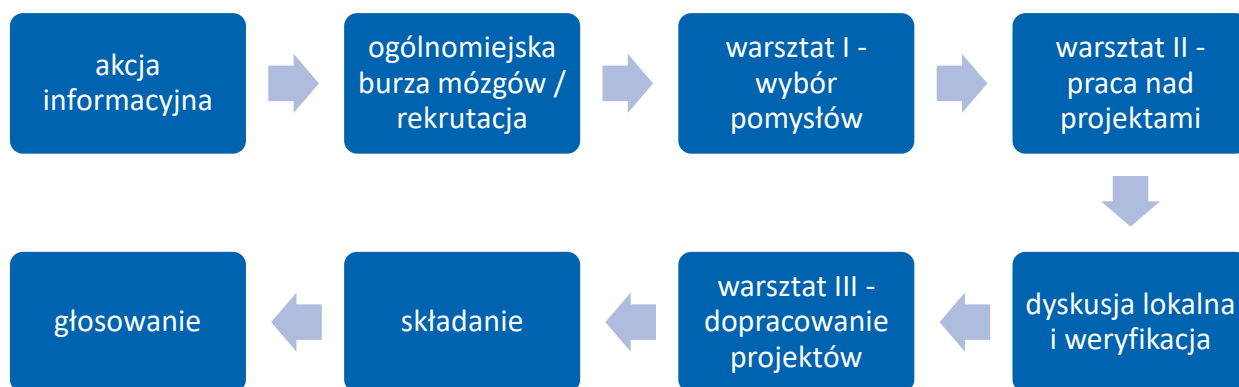 akcja
informacyjna
ogólnomiejska
burza mózgów /
rekrutacja
warsztat I -
wybór
pomysłów
warsztat II -
praca nad
projektami
dyskusja lokalna
i weryfikacja
warsztat III -
dopracowanie
projektów
składanie
głosowanie